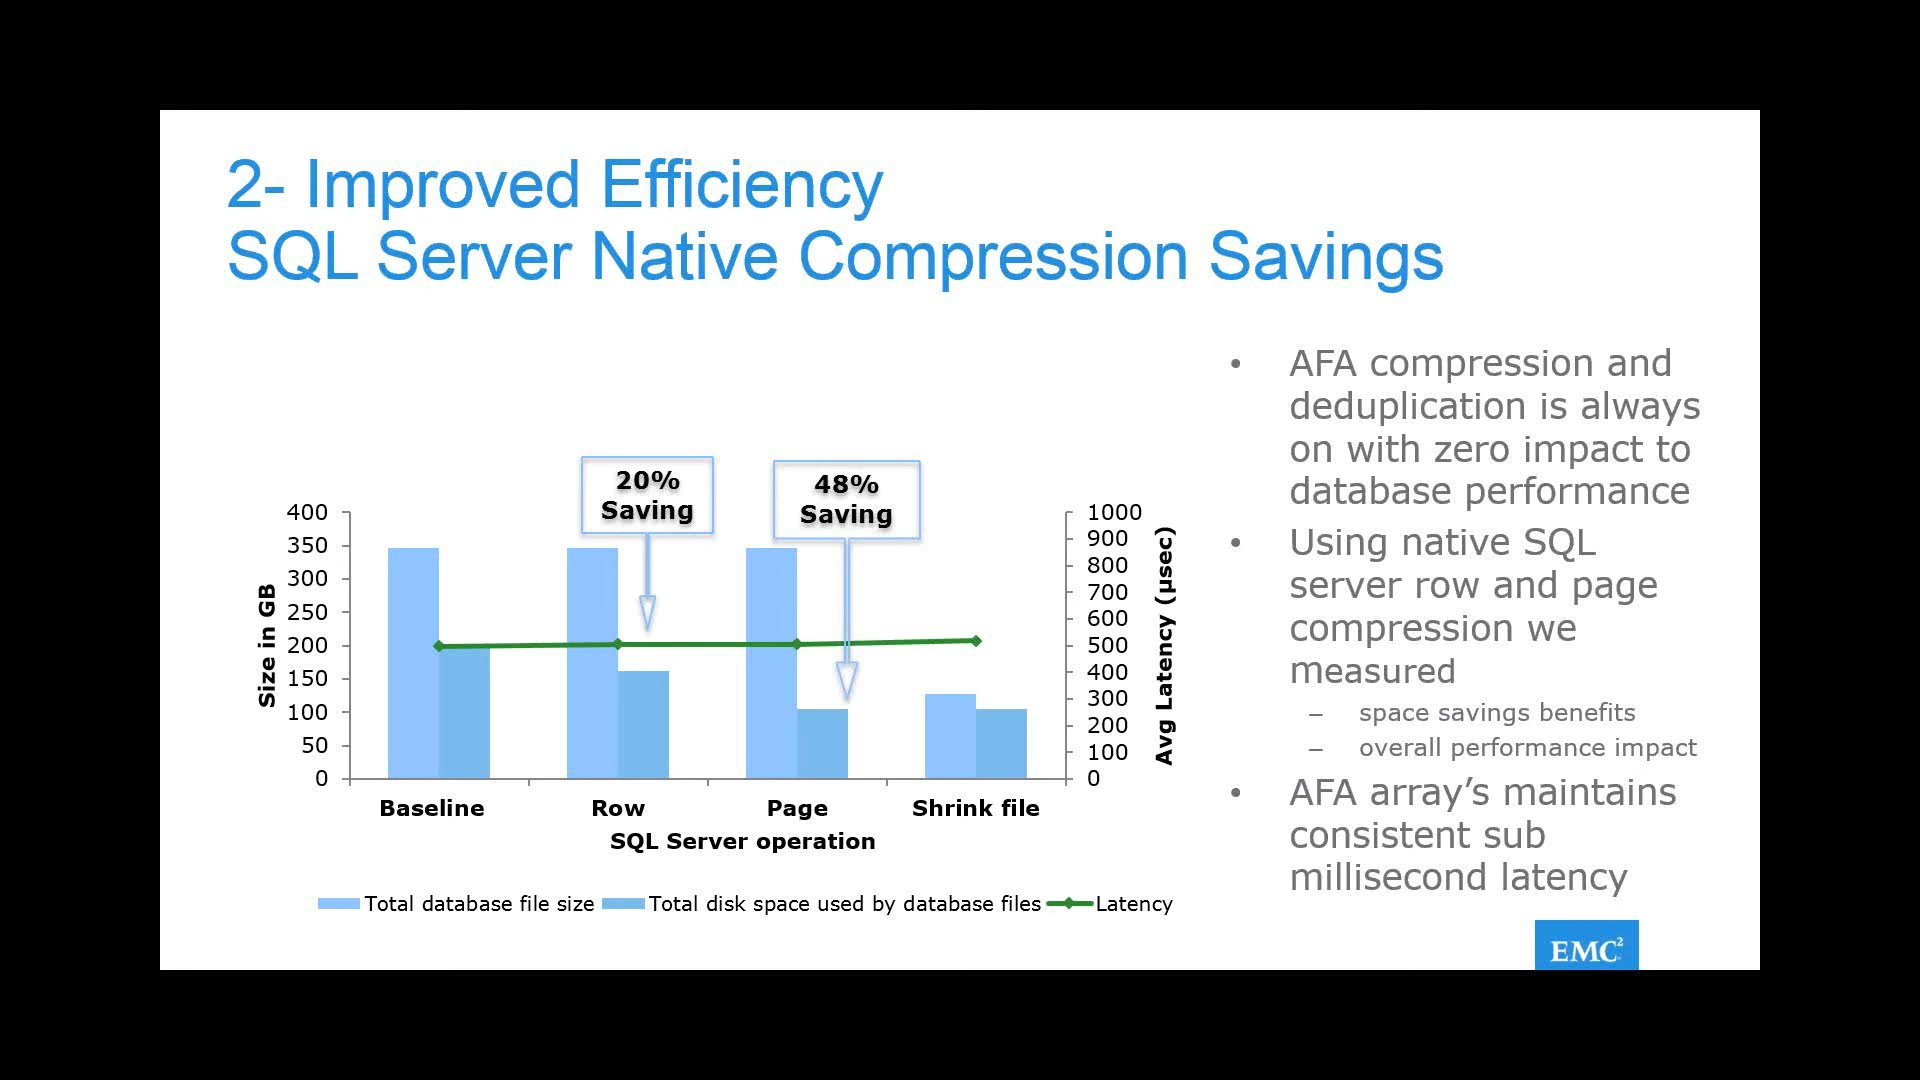 2- Improved Efficiency
SQL Server Native Compression Savings
20%
Saving
48%
Saving
400
350
300
250
200
150
100
50
0
Size in GB
1000
900
800
700
600
500
400
300
200
100
0
Avg Latency (µsec)
Baseline
Row
Page
Shrink file
SQL Server operation
Total database file size
Total disk space used by database files
Latency
• AFA compression and
deduplication is always
on with zero impact to
database performance
• Using native SQL
server row and page
compression we
measured
– space savings benefits
– overall performance impact
• AFA array’s maintains
consistent sub
millisecond latency
EMC²